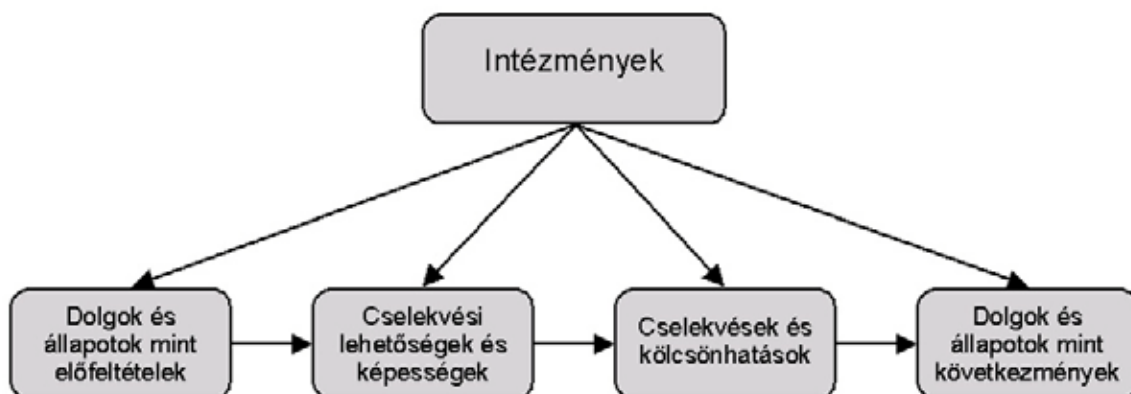 Intézmények
Dolgok és
állapotok mint
előfeltételek
Cselekvési
lehetőségek és
képességek
Cselekvések és
kölcsönhatások
Dolgok és
állapotok mint
következmények